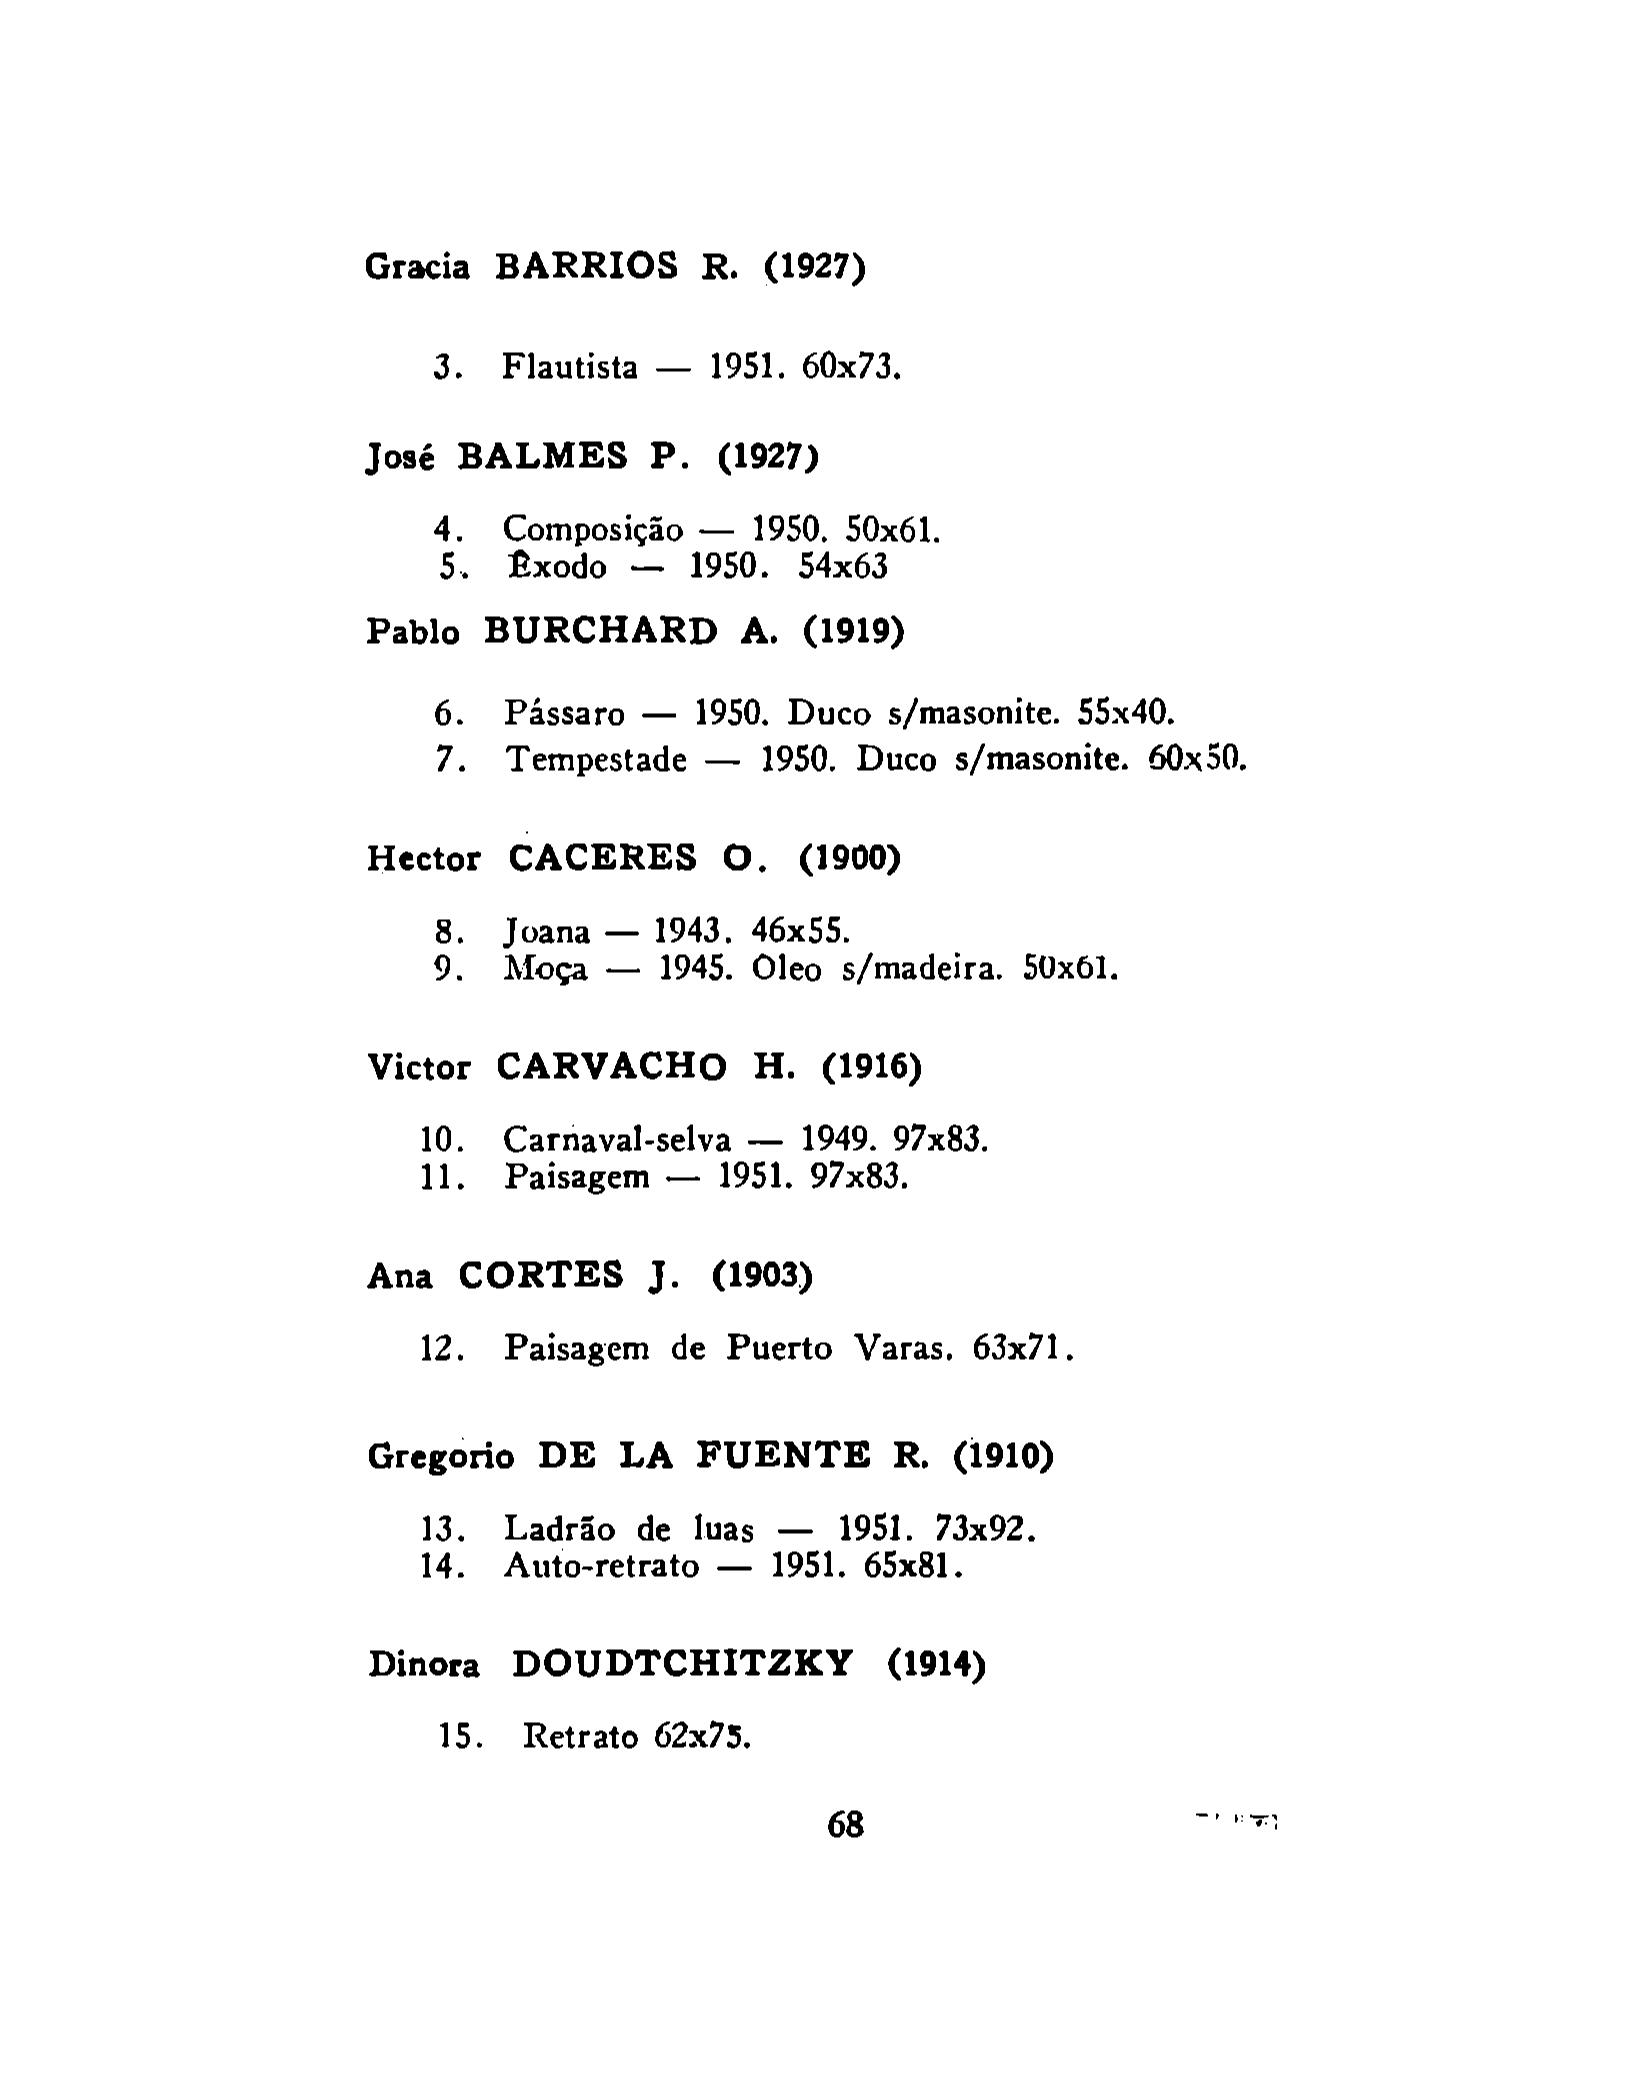 Gracia BARRIOS R. (1927)
3. Flautista — 1951. 60x73.
José BALMES P. (1927)
4. Composição — 1950. 50x61.
5. Êxodo — 1950. 54x63
Pablo BURCHARD A. (1919)
6. Pássaro — 1950. Duco s/masonite. 55x40.
7. Tempestade — 1950. Duco s/masonite. 60x50.
Hector CACERES O. (1900)
8. Joana — 1943. 46x55.
9. Moça — 1945. Oleo s/madeira. 50x61.
Victor CARVACHO H. (1916)
10. Carnaval-selva — 1949. 97x83.
11. Paisagem — 1951. 97x83.
Ana CORTES J. (1903)
12. Paisagem de Puerto Varas. 63x71.
Gregorio DE LA FUENTE R. (1910)
13. Ladrão de luas — 1951. 73x92.
14. Auto-retrato — 1951. 65x81.
Dinora DOUDTCHITZKY (1914)
15. Retrato 62x75.
68